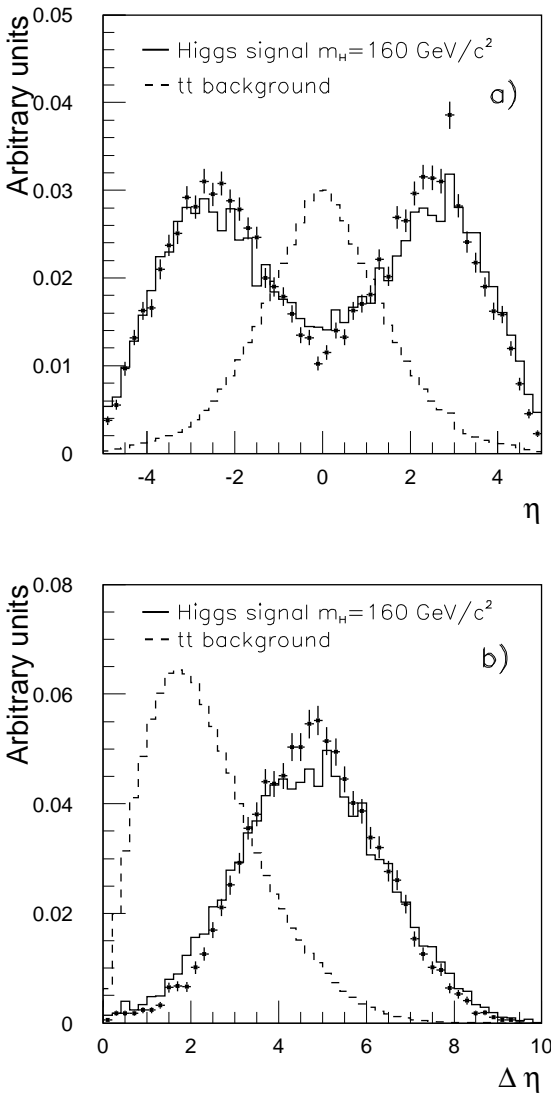 Arbitrary units
0.05
0.04
0.03
0.02
0.01
0
Higgs signal m_H=160 GeV/c²
tt background
a)
-4 -2 0 2 4
η
Arbitrary units
0.08
0.06
0.04
0.02
0
Higgs signal m_H=160 GeV/c²
tt background
b)
0 2 4 6 8 10
Δ η